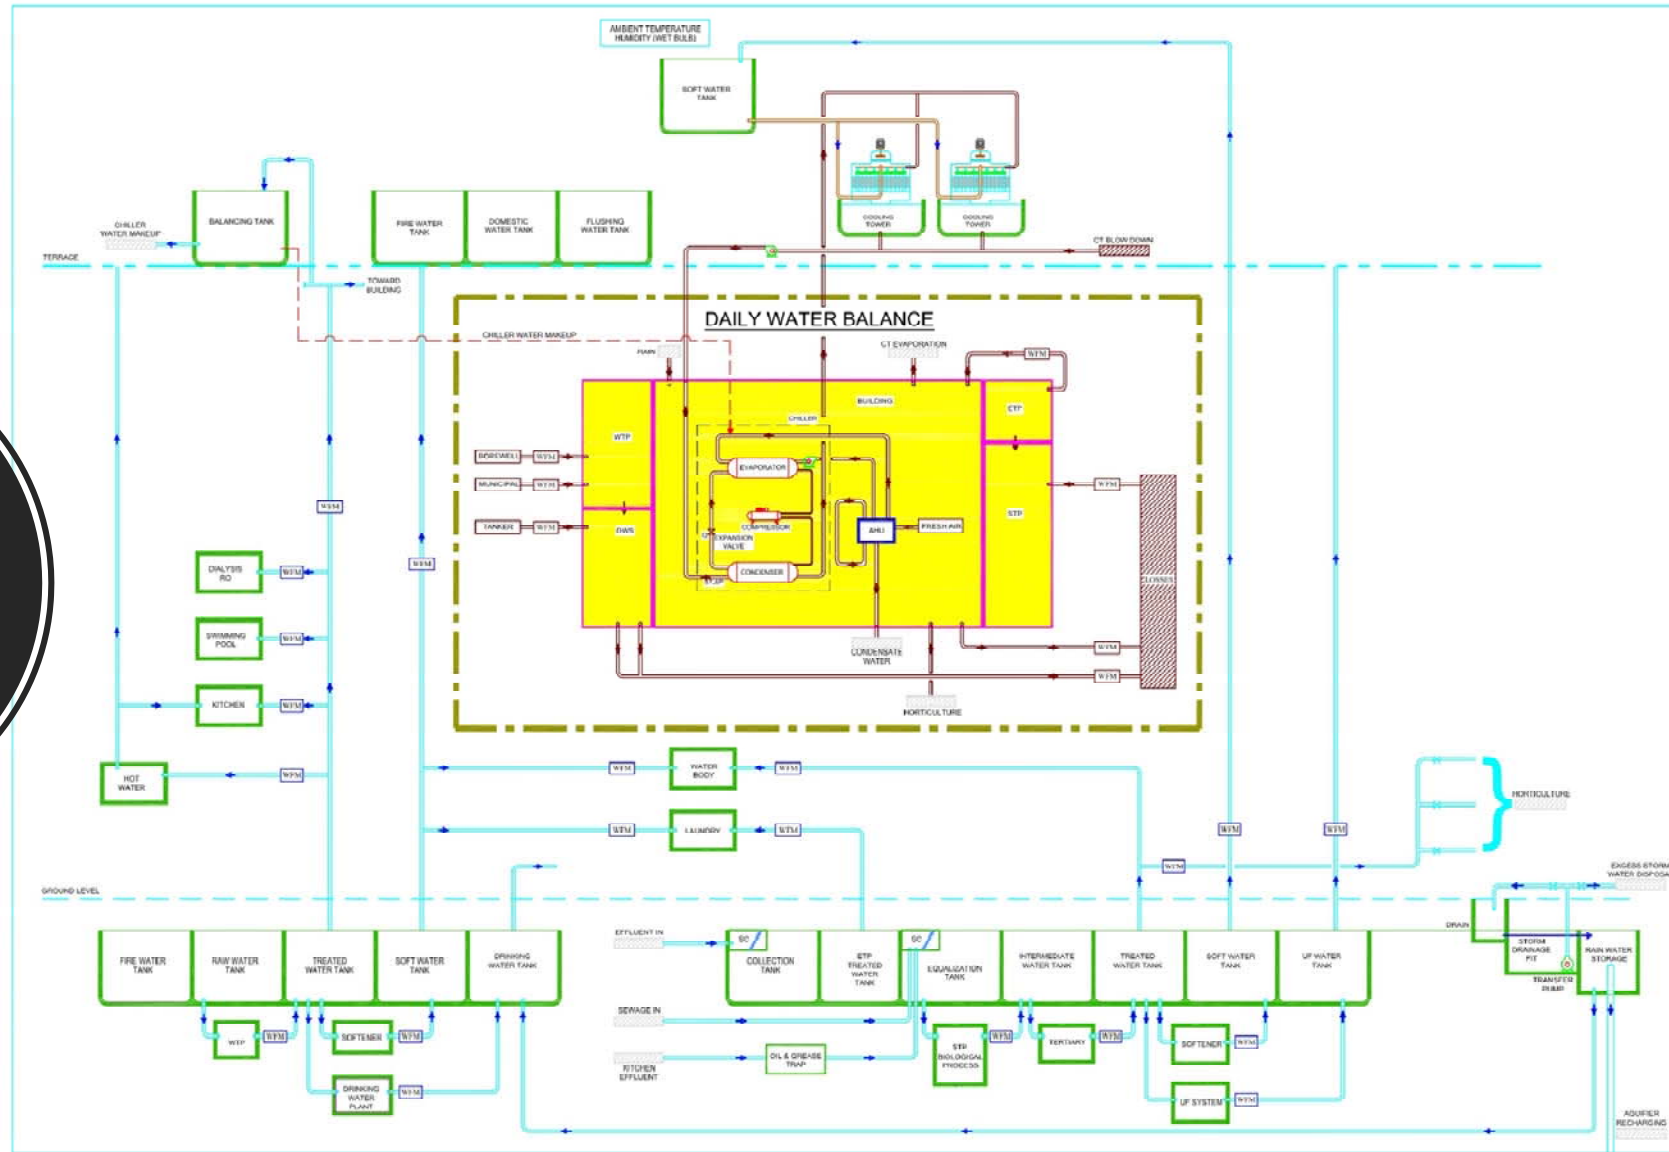 AMBIENT TEMPERATURE
HUMIDITY (WET BULB)
SOFT WATER
TANK
BALANCING TANK
FIRE WATER
TANK
DOMESTIC
WATER TANK
FLUSHING
WATER TANK
COOLING
TOWER
COOLING
TOWER
CHILLER
WATER MAKEUP
CT BLOW DOWN
TERRACE
TOWARD
BUILDING
DAILY WATER BALANCE
CHILLER WATER MAKEUP
RAIN
CT EVAPORATION
WFM
BUILDING
ETP
CHILLER
WTP
BOREWELL
WFM
EVAPORATOR
MUNICIPAL
WFM
WFM
WFM
TANKER
WFM
DWS
COMPRESSOR
EXPANSION
VALVE
AHU
FRESH AIR
STP
WFM
DIALYSIS
RO
WFM
CONDENSER
LOSSES
SWIMMING
POOL
WFM
CONDENSATE
WATER
WFM
WFM
KITCHEN
WFM
HORTICULTURE
HOT
WATER
WFM
WFM
WATER
BODY
WFM
HORTICULTURE
WFM
LAUNDRY
WFM
WFM
WFM
WFM
EXCESS STORM
WATER DISPOSA
GROUND LEVEL
DRAIN
EFFLUENT IN
SC
SC
FIRE WATER
TANK
RAW WATER
TANK
TREATED
WATER TANK
SOFT WATER
TANK
DRINKING
WATER TANK
COLLECTION
TANK
ETP
TREATED
WATER
TANK
EQUALIZATION
TANK
INTERMEDIATE
WATER TANK
TREATED
WATER TANK
SOFT WATER
TANK
UF WATER
TANK
STORM
DRAINAGE
PIT
RAIN WATER
STORAGE
TRANSFER
PUMP
SEWAGE IN
WTP
WFM
SOFTENER
WFM
STP
BIOLOGICAL
PROCESS
WFM
TERTIARY
WFM
SOFTENER
WFM
KITCHEN
EFFLUENT
OIL & GREASE
TRAP
DRINKING
WATER
PLANT
WFM
UF SYSTEM
WFM
AQUIFIER
RECHARGING